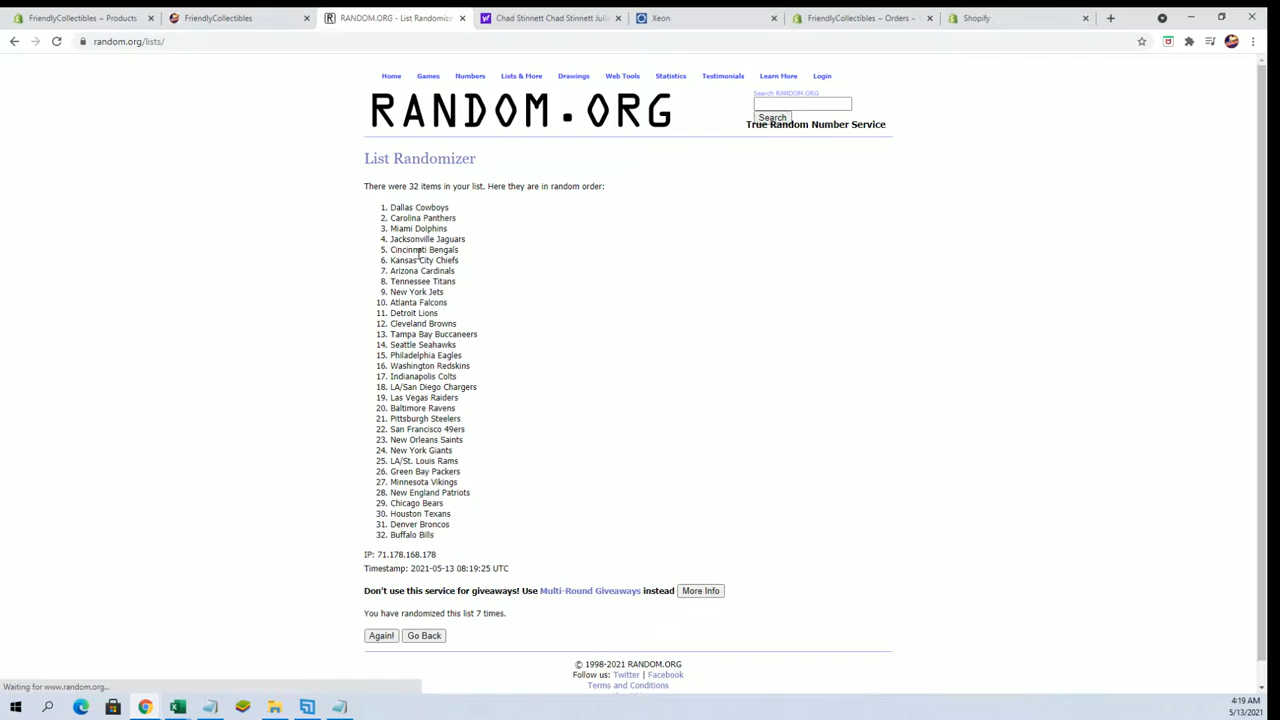 FriendlyCollectibles ~ Products
FriendlyCollectibles
RANDOM.ORG - List Randomizer
Chad Stinnett Chad Stinnett Julie
Xeon
FriendlyCollectibles ~ Orders ~
Shopify
random.org/lists/
Home Games Numbers Lists & More Drawings Web Tools Statistics Testimonials Learn More Login
RANDOM.ORG
Search RANDOM.ORG
Search
True Random Number Service
List Randomizer
There were 32 items in your list. Here they are in random order:
1. Dallas Cowboys
2. Carolina Panthers
3. Miami Dolphins
4. Jacksonville Jaguars
5. Cincinnati Bengals
6. Kansas City Chiefs
7. Arizona Cardinals
8. Tennessee Titans
9. New York Jets
10. Atlanta Falcons
11. Detroit Lions
12. Cleveland Browns
13. Tampa Bay Buccaneers
14. Seattle Seahawks
15. Philadelphia Eagles
16. Washington Redskins
17. Indianapolis Colts
18. LA/San Diego Chargers
19. Las Vegas Raiders
20. Baltimore Ravens
21. Pittsburgh Steelers
22. San Francisco 49ers
23. New Orleans Saints
24. New York Giants
25. LA/St. Louis Rams
26. Green Bay Packers
27. Minnesota Vikings
28. New England Patriots
29. Chicago Bears
30. Houston Texans
31. Denver Broncos
32. Buffalo Bills
IP: 71.178.168.178
Timestamp: 2021-05-13 08:19:25 UTC
Don't use this service for giveaways! Use Multi-Round Giveaways instead More Info
You have randomized this list 7 times.
Again! Go Back
© 1998-2021 RANDOM.ORG
Follow us: Twitter | Facebook
Terms and Conditions
Waiting for www.random.org...
4:19 AM
5/13/2021